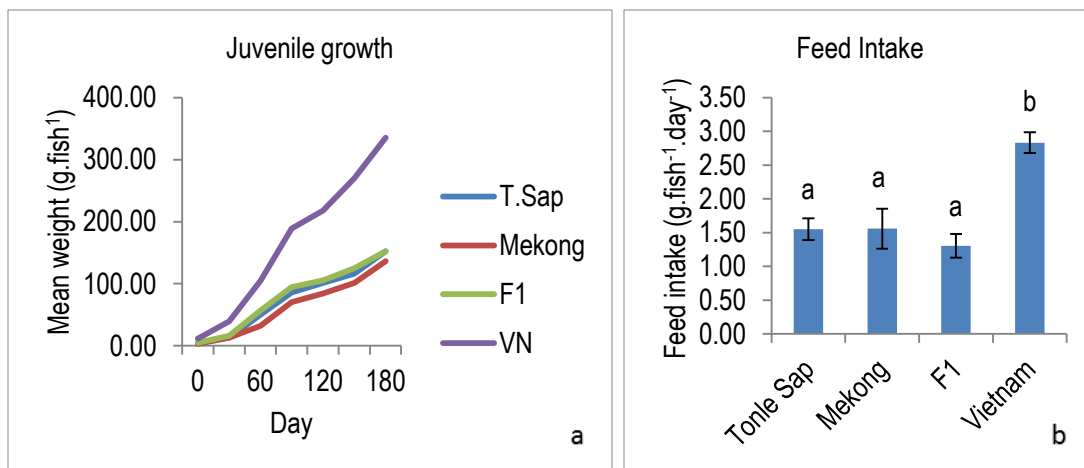 Juvenile growth
400.00
300.00
200.00
100.00
0.00
Mean weight (g.fish¹)
0 60 120 180
Day
T.Sap
Mekong
F1
VN
a
Feed Intake
3.50
3.00
2.50
2.00
1.50
1.00
0.50
0.00
Feed intake (g.fish⁻¹.day⁻¹)
a a a b
Tonle Sap
Mekong
F1
Vietnam
b